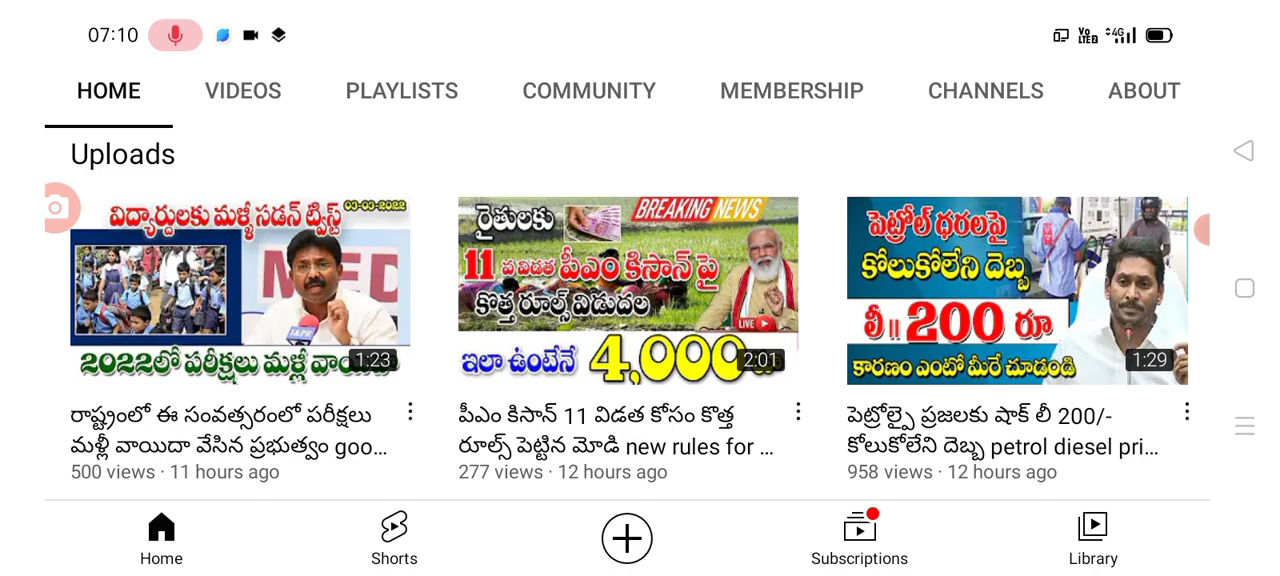 07:10
VoLTE2 4G
HOME VIDEOS PLAYLISTS COMMUNITY MEMBERSHIP CHANNELS ABOUT
Uploads
విద్యార్దులకు మళ్ళీ సడన్ ట్విస్ట్ 03-03-2022
2022లో పరీక్షలు మళ్లీ
1:23
రాష్ట్రంలో ఈ సంవత్సరంలో పరీక్షలు
మళ్లీ వాయిదా వేసిన ప్రభుత్వం goo...
500 views · 11 hours ago
BREAKING NEWS
రైతులకు
11 వ విడత పీఎం కిసాన్ పై
కొత్త రూల్స్ విడుదల
LIVE
ఇలా ఉంటేనే 4,000
2:01
పీఎం కిసాన్ 11 విడత కోసం కొత్త
రూల్స్ పెట్టిన మోడి new rules for ...
277 views · 12 hours ago
పెట్రోల్ ధరలపై
కోలుకోలేని దెబ్బ
లీ॥ 200 రూ
కారణం ఎంటో మీరే చూడండి
1:29
పెట్రోల్పై ప్రజలకు షాక్ లీ 200/-
కోలుకోలేని దెబ్బ petrol diesel pri...
958 views · 12 hours ago
Home Shorts Subscriptions Library